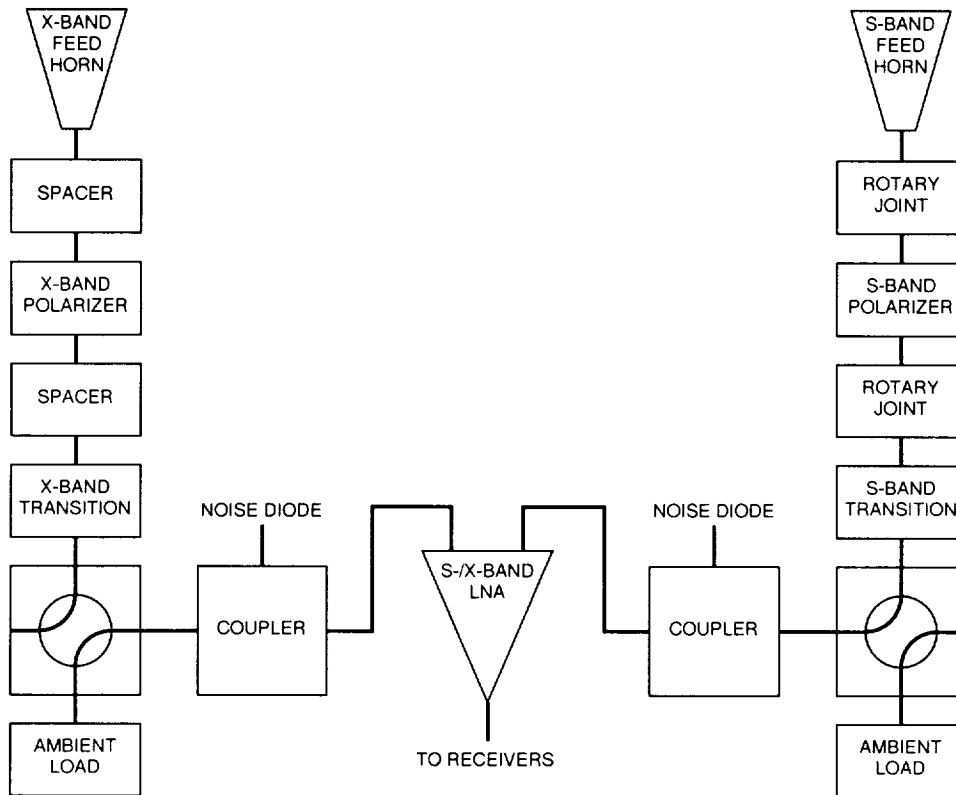 X-BAND
FEED
HORN
S-BAND
FEED
HORN
SPACER
ROTARY
JOINT
X-BAND
POLARIZER
S-BAND
POLARIZER
SPACER
ROTARY
JOINT
X-BAND
TRANSITION
S-BAND
TRANSITION
NOISE DIODE
NOISE DIODE
S-/X-BAND
LNA
COUPLER
COUPLER
AMBIENT
LOAD
TO RECEIVERS
AMBIENT
LOAD